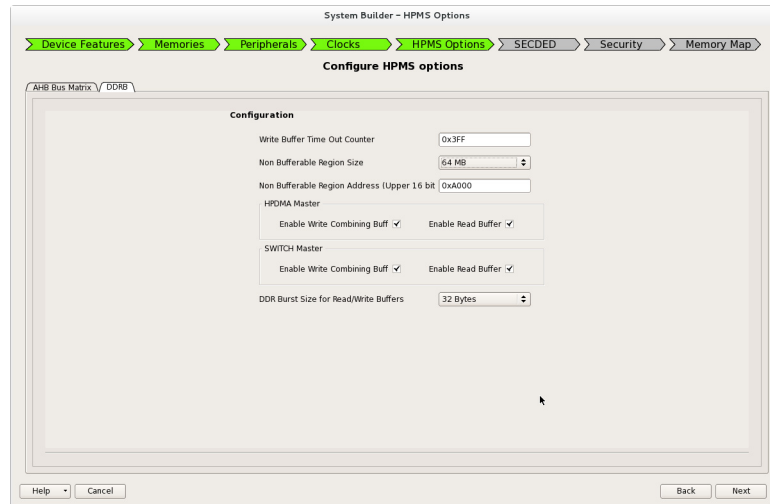 System Builder – HPMS Options
Device Features Memories Peripherals Clocks HPMS Options SECDED Security Memory Map
Configure HPMS options
AHB Bus Matrix DDRB
Configuration
Write Buffer Time Out Counter 0x3FF
Non Bufferable Region Size 64 MB
Non Bufferable Region Address (Upper 16 bit 0xA000
HPDMA Master
Enable Write Combining Buff Enable Read Buffer
SWITCH Master
Enable Write Combining Buff Enable Read Buffer
DDR Burst Size for Read/Write Buffers 32 Bytes
Help Cancel Back Next